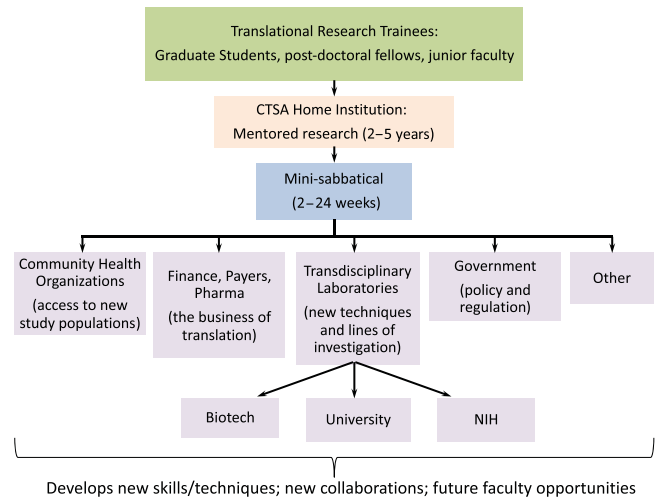 Translational Research Trainees:
Graduate Students, post-doctoral fellows, junior faculty
CTSA Home Institution:
Mentored research (2–5 years)
Mini-sabbatical
(2–24 weeks)
Community Health
Organizations
(access to new
study populations)
Finance, Payers,
Pharma
(the business of
translation)
Transdisciplinary
Laboratories
(new techniques
and lines of
investigation)
Government
(policy and
regulation)
Other
Biotech
University
NIH
Develops new skills/techniques; new collaborations; future faculty opportunities